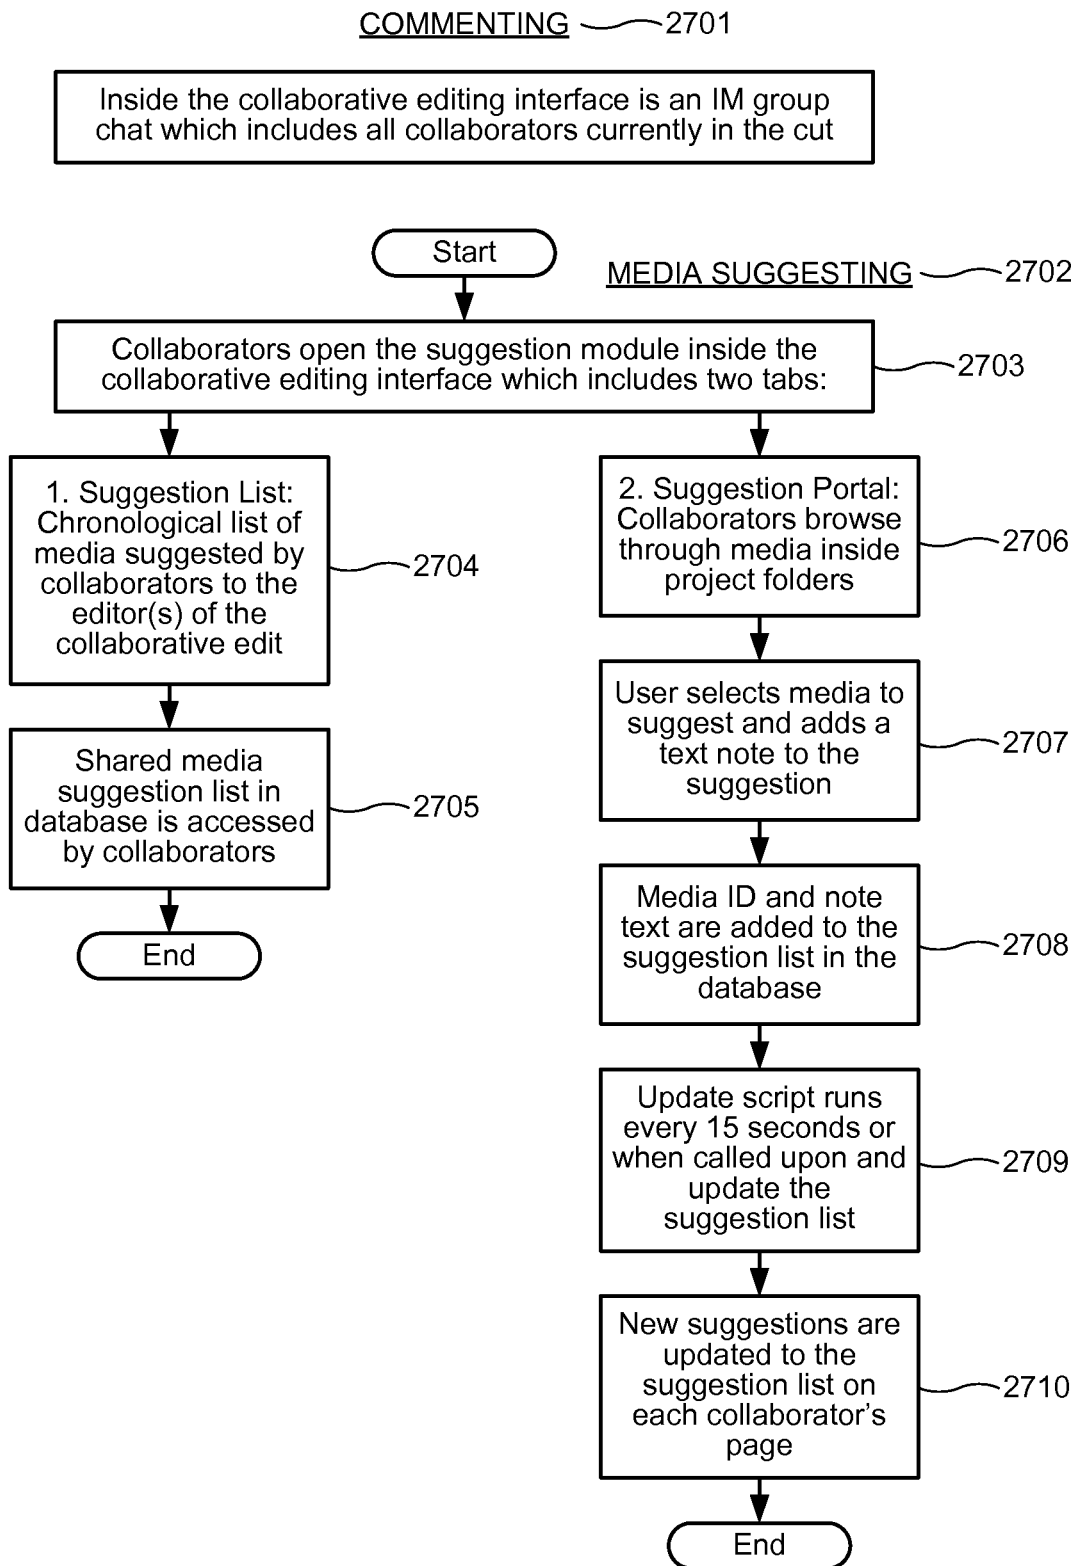 COMMENTING 2701
Inside the collaborative editing interface is an IM group
chat which includes all collaborators currently in the cut
Start
MEDIA SUGGESTING 2702
Collaborators open the suggestion module inside the
collaborative editing interface which includes two tabs:
2703
1. Suggestion List:
Chronological list of
media suggested by
collaborators to the
editor(s) of the
collaborative edit
2704
Shared media
suggestion list in
database is accessed
by collaborators
2705
End
2. Suggestion Portal:
Collaborators browse
through media inside
project folders
2706
User selects media to
suggest and adds a
text note to the
suggestion
2707
Media ID and note
text are added to the
suggestion list in the
database
2708
Update script runs
every 15 seconds or
when called upon and
update the
suggestion list
2709
New suggestions are
updated to the
suggestion list on
each collaborator's
page
2710
End